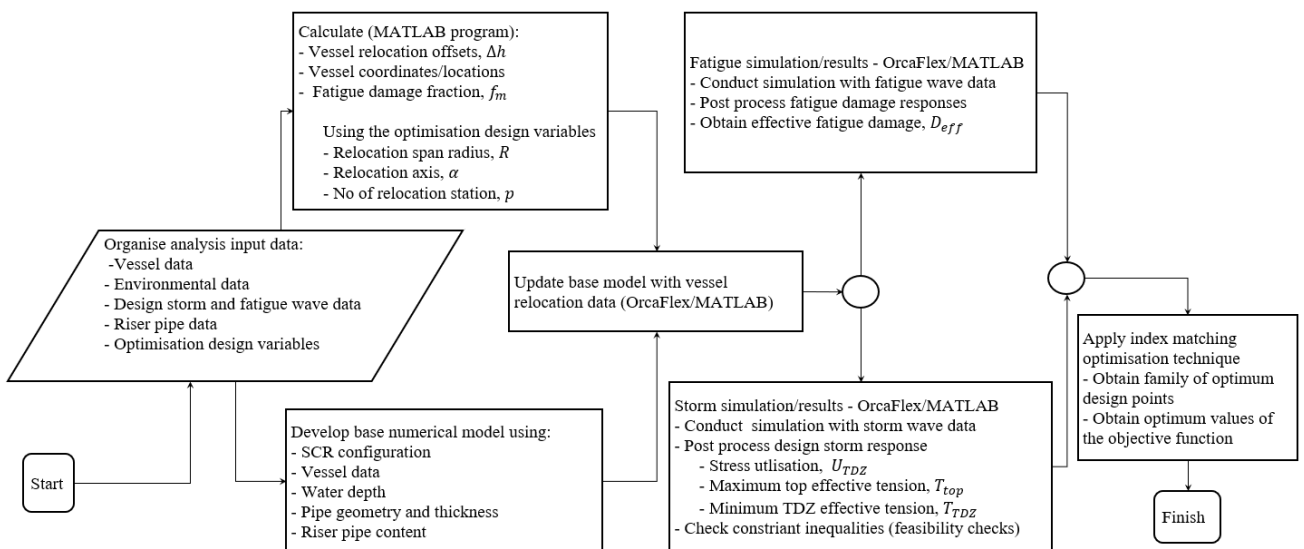 Start
Organise analysis input data:
-Vessel data
- Environmental data
- Design storm and fatigue wave data
- Riser pipe data
- Optimisation design variables
Calculate (MATLAB program):
- Vessel relocation offsets, Δℎ
- Vessel coordinates/locations
- Fatigue damage fraction, 𝑓𝑚
Using the optimisation design variables
- Relocation span radius, 𝑅
- Relocation axis, 𝛼
- No of relocation station, 𝑝
Develop base numerical model using:
- SCR configuration
- Vessel data
- Water depth
- Pipe geometry and thickness
- Riser pipe content
Update base model with vessel
relocation data (OrcaFlex/MATLAB)
Fatigue simulation/results - OrcaFlex/MATLAB
- Conduct simulation with fatigue wave data
- Post process fatigue damage responses
- Obtain effective fatigue damage, 𝐷𝑒𝑓𝑓
Storm simulation/results - OrcaFlex/MATLAB
- Conduct simulation with storm wave data
- Post process design storm response
- Stress utlisation, 𝑈𝑇𝐷𝑍
- Maximum top effective tension, 𝑇𝑡𝑜𝑝
- Minimum TDZ effective tension, 𝑇𝑇𝐷𝑍
- Check constriant inequalities (feasibility checks)
Apply index matching
optimisation technique
- Obtain family of optimum
design points
- Obtain optimum values of
the objective function
Finish